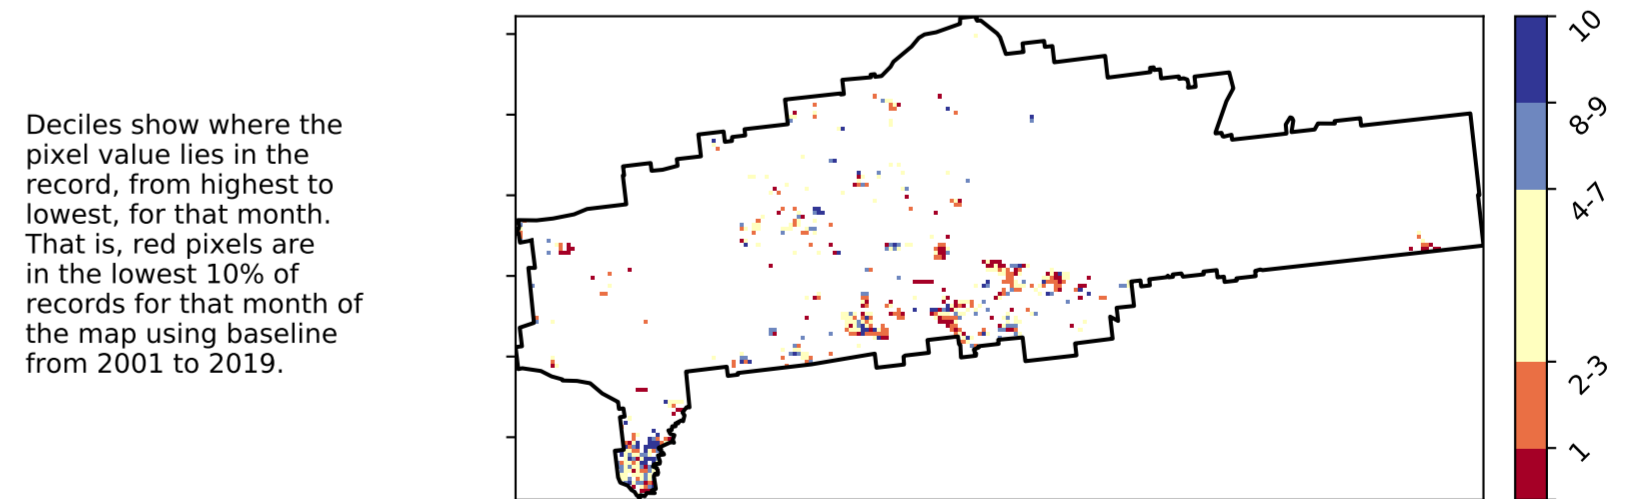 Deciles show where the
pixel value lies in the
record, from highest to
lowest, for that month.
That is, red pixels are
in the lowest 10% of
records for that month of
the map using baseline
from 2001 to 2019.
10
8-9
4-7
2-3
1